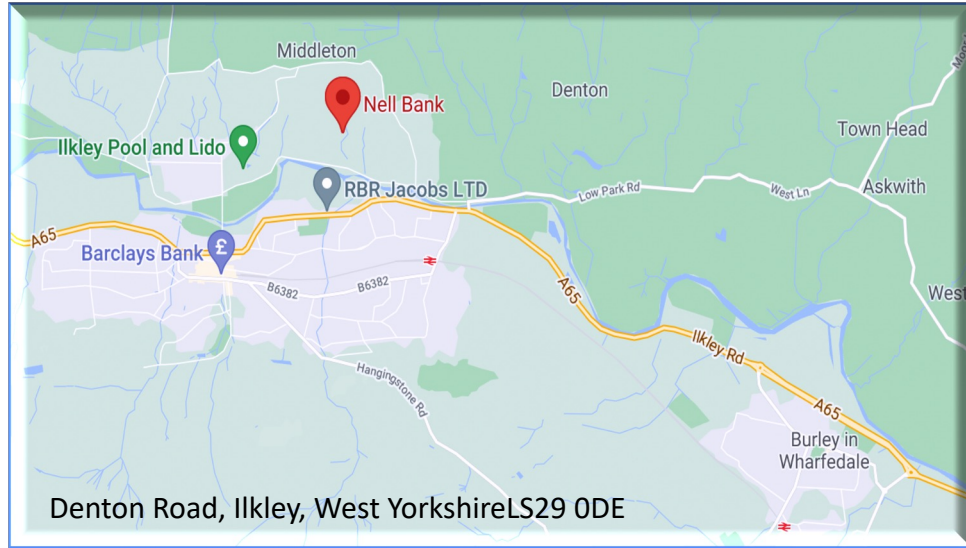 Middleton
Nell Bank
Denton
Ilkley Pool and Lido
Town Head
RBR Jacobs LTD
Low Park Rd
West Ln
Askwith
A65
Barclays Bank
£
B6382
B6382
A65
West
Ilkley Rd
Hangingstone Rd
A65
Burley in
Wharfedale
Denton Road, Ilkley, West YorkshireLS29 0DE